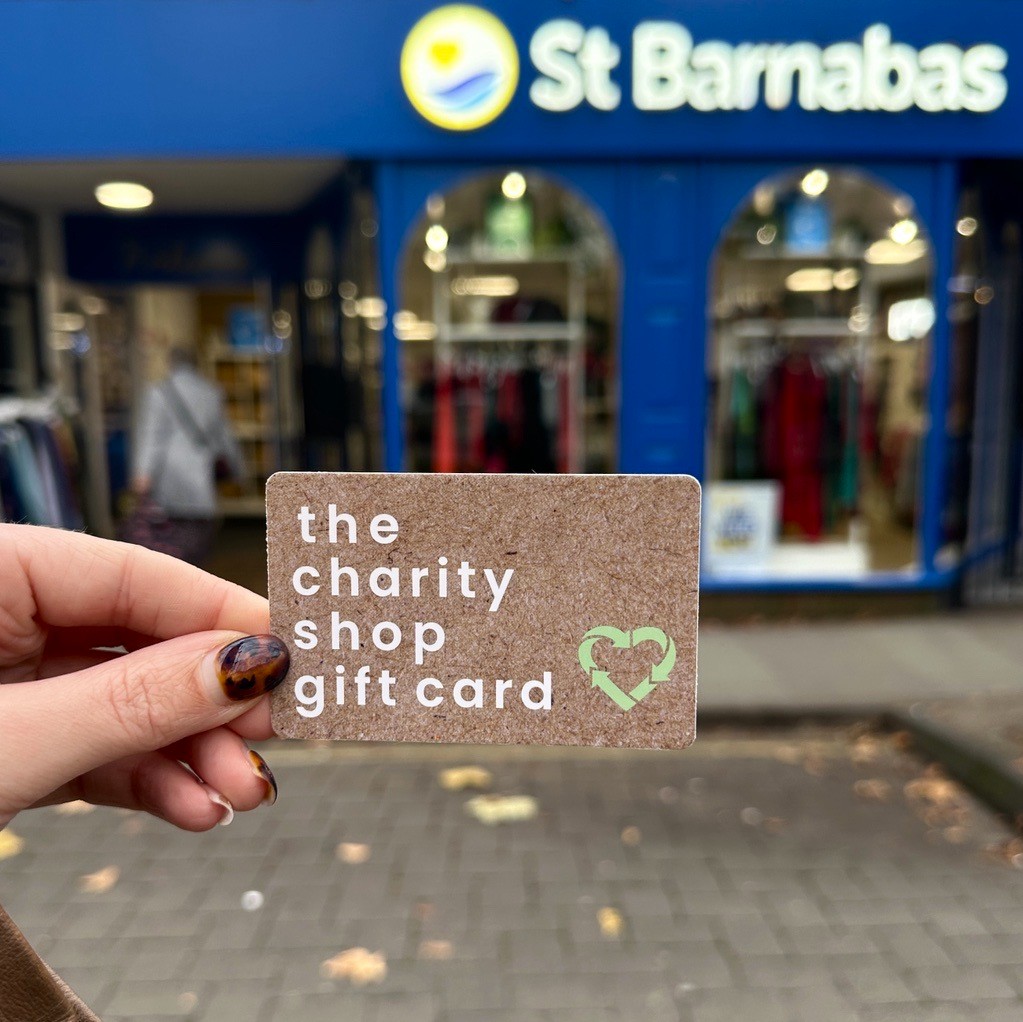 St Barnabas
the
charity
shop
gift card